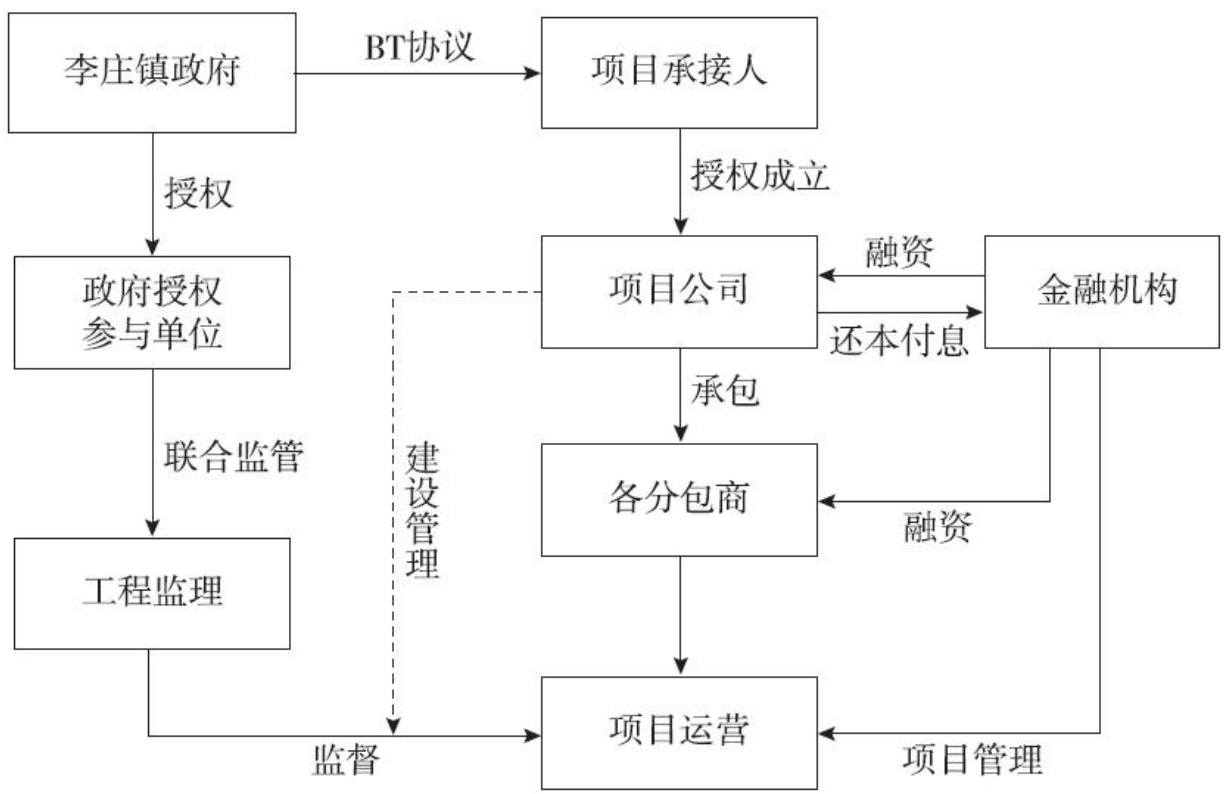 李庄镇政府
BT协议
项目承接人
授权
授权成立
政府授权
参与单位
项目公司
融资
还本付息
金融机构
承包
联合监管
建设管理
各分包商
融资
工程监理
监督
项目运营
项目管理